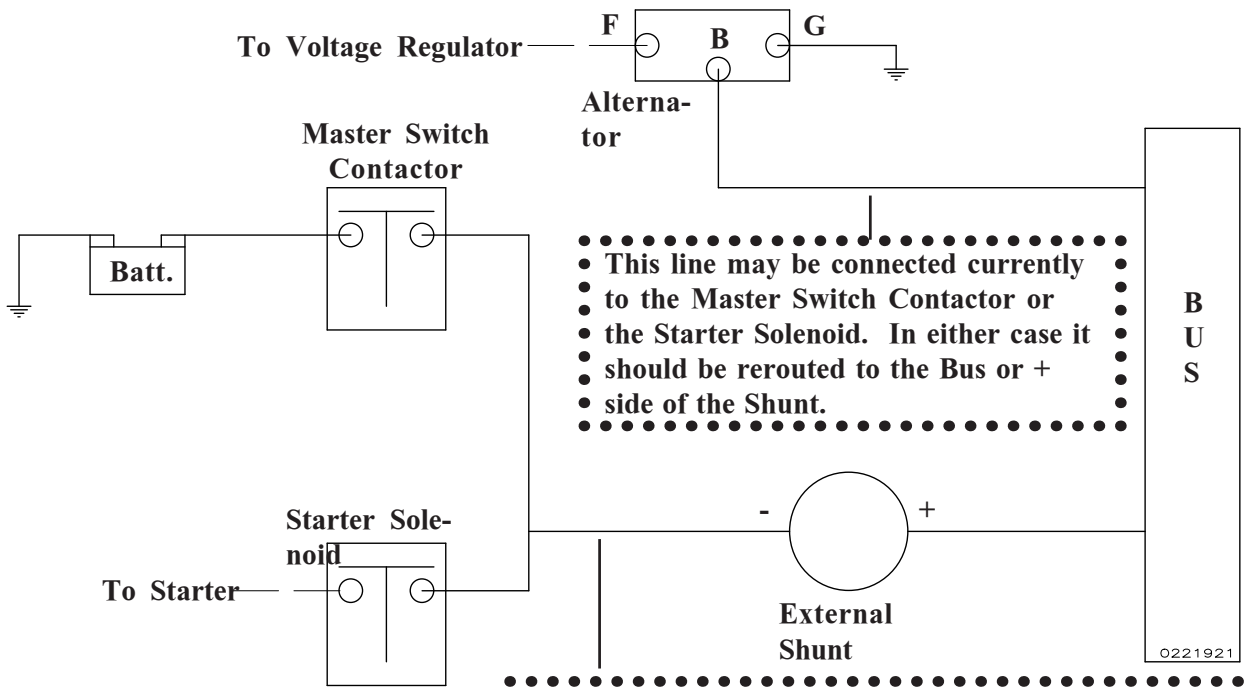 F
B
G
To Voltage Regulator
Alterna-
tor
Master Switch
Contactor
Batt.
This line may be connected currently
to the Master Switch Contactor or
the Starter Solenoid. In either case it
should be rerouted to the Bus or +
side of the Shunt.
B
U
S
Starter Sole-
noid
- +
To Starter
External
Shunt
0221921